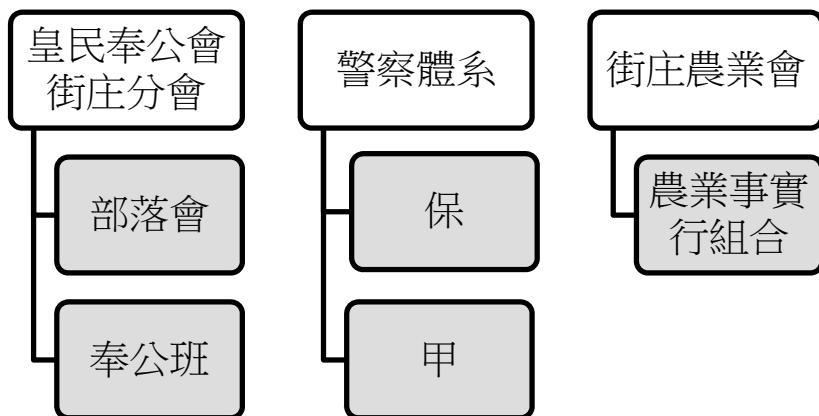 皇民奉公會
街庄分會
部落會
奉公班
警察體系
保
甲
街庄農業會
農業事實
行組合